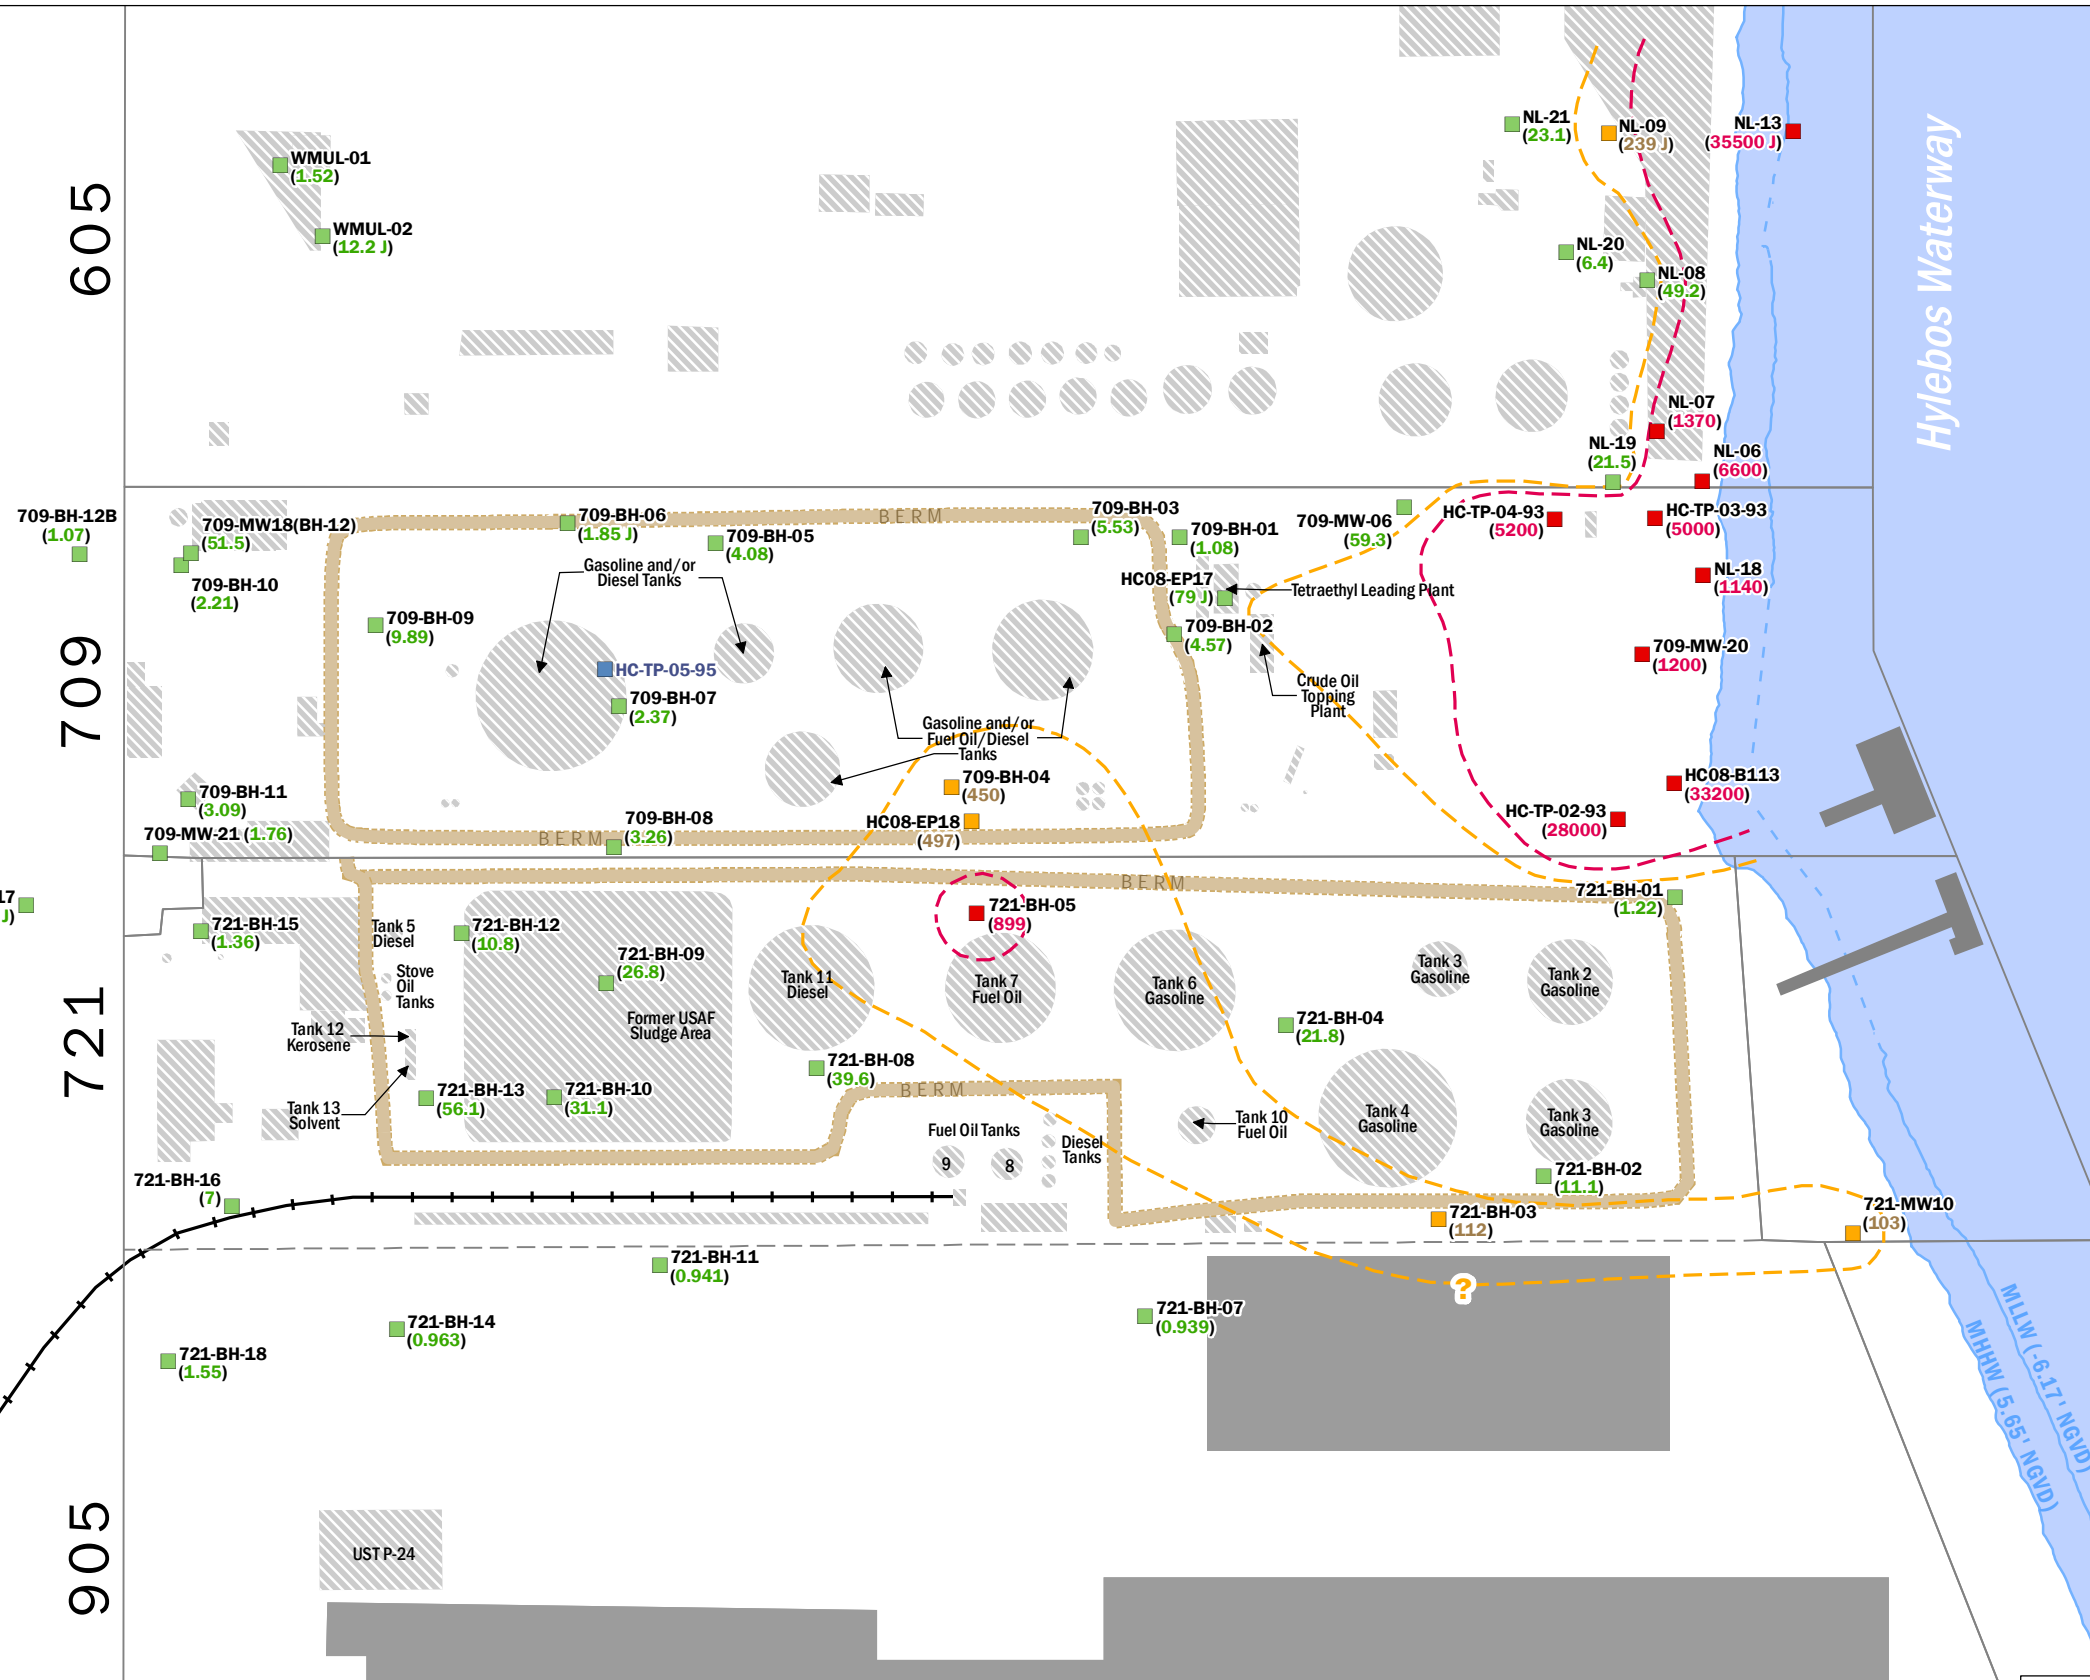 605
709
721
905
Hylebos Waterway
WMUL-01
(1.52)
WMUL-02
(12.2 J)
NL-21
(23.1)
NL-09
(239 J)
NL-13
(35500 J)
NL-20
(6.4)
NL-08
(49.2)
NL-07
(1370)
NL-19
(21.5)
NL-06
(6600)
709-BH-12B
(1.07)
709-MW18(BH-12)
(51.5)
709-BH-10
(2.21)
709-BH-06
(1.85 J)
BERM
709-BH-05
(4.08)
709-BH-03
(5.53)
709-BH-01
(1.08)
709-MW-06
(59.3)
HC-TP-04-93
(5200)
HC-TP-03-93
(5000)
Gasoline and/or
Diesel Tanks
HC08-EP17
(79 J)
Tetraethyl Leading Plant
NL-18
(1140)
709-BH-09
(9.89)
709-BH-02
(4.57)
709-MW-20
(1200)
HC-TP-05-95
709-BH-07
(2.37)
Crude Oil
Topping
Plant
Gasoline and/or
Fuel Oil/Diesel
Tanks
709-BH-04
(450)
HC08-B113
(33200)
709-BH-11
(3.09)
709-MW-21 (1.76)
BERM
709-BH-08
(3.26)
HC08-EP18
(497)
HC-TP-02-93
(28000)
BERM
721-BH-01
(1.22)
17
J)
721-BH-15
(1.36)
Tank 5
Diesel
721-BH-12
(10.8)
721-BH-05
(899)
721-BH-09
(26.8)
Stove
Oil
Tanks
Tank 11
Diesel
Tank 7
Fuel Oil
Tank 6
Gasoline
Tank 3
Gasoline
Tank 2
Gasoline
Former USAF
Sludge Area
Tank 12
Kerosene
721-BH-04
(21.8)
721-BH-08
(39.6)
BERM
721-BH-13
(56.1)
721-BH-10
(31.1)
Tank 13
Solvent
Fuel Oil Tanks
9
8
Diesel
Tanks
Tank 10
Fuel Oil
Tank 4
Gasoline
Tank 3
Gasoline
721-BH-16
(7)
721-BH-02
(11.1)
721-BH-03
(112)
721-MW10
(103)
721-BH-11
(0.941)
?
721-BH-14
(0.963)
721-BH-07
(0.939)
721-BH-18
(1.55)
MLLW (-6.17' NGVD)
MHHW (5.65' NGVD)
UST P-24